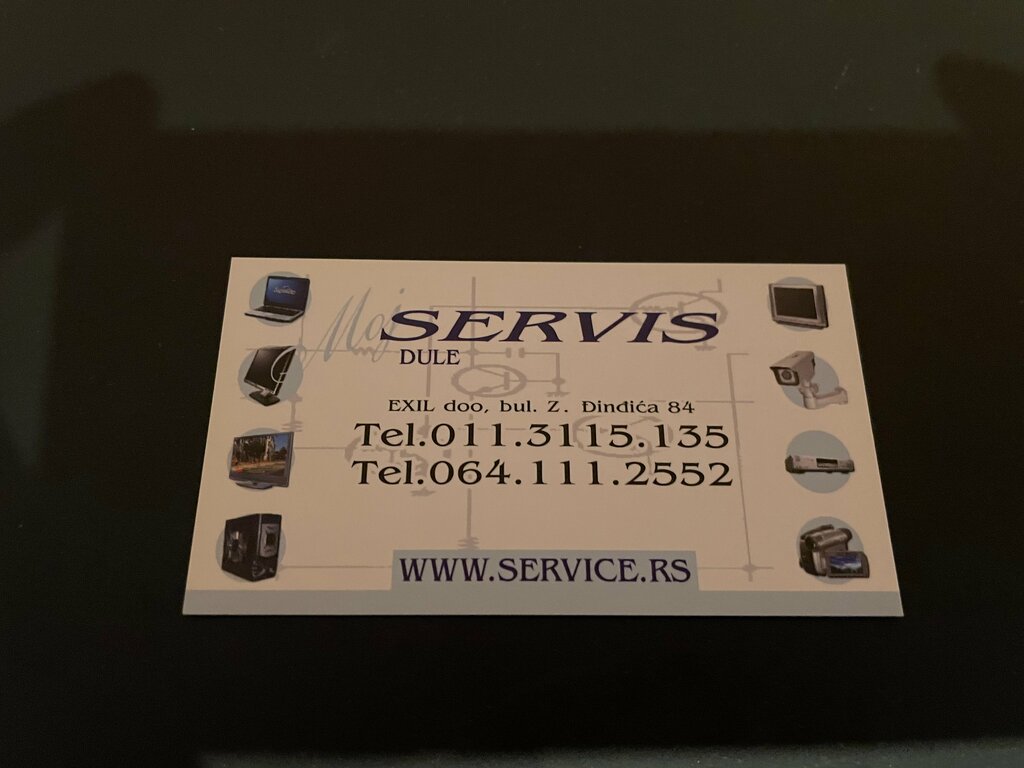 Moj SERVIS
DULE
EXIL doo, bul. Z. Đinđića 84
Tel.011.3115.135
Tel.064.111.2552
WWW.SERVICE.RS